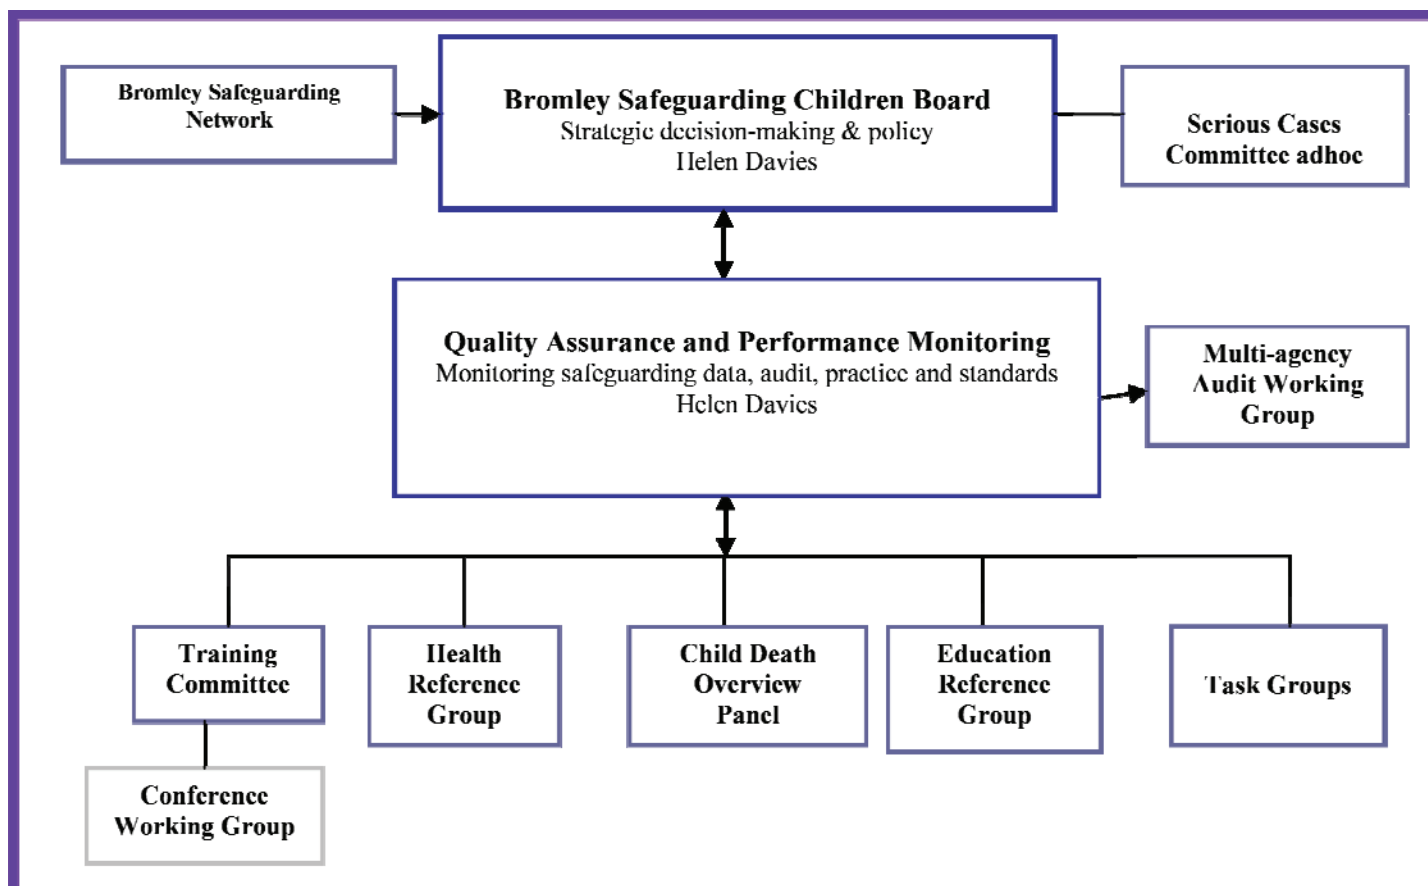 Bromley Safeguarding
Network
Bromley Safeguarding Children Board
Strategic decision-making & policy
Helen Davies
Serious Cases
Committee adhoc
Quality Assurance and Performance Monitoring
Monitoring safeguarding data, audit, practice and standards
Helen Davies
Multi-agency
Audit Working
Group
Training
Committee
Health
Reference
Group
Child Death
Overview
Panel
Education
Reference
Group
Task Groups
Conference
Working Group